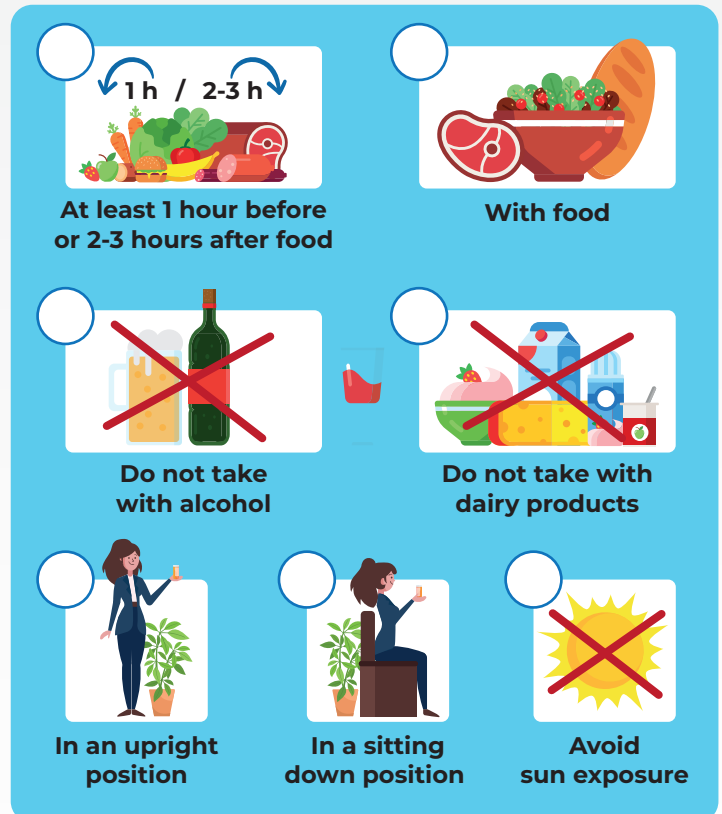 1 h / 2-3 h
At least 1 hour before
or 2-3 hours after food
With food
Do not take
with alcohol
Do not take with
dairy products
In an upright
position
In a sitting
down position
Avoid
sun exposure